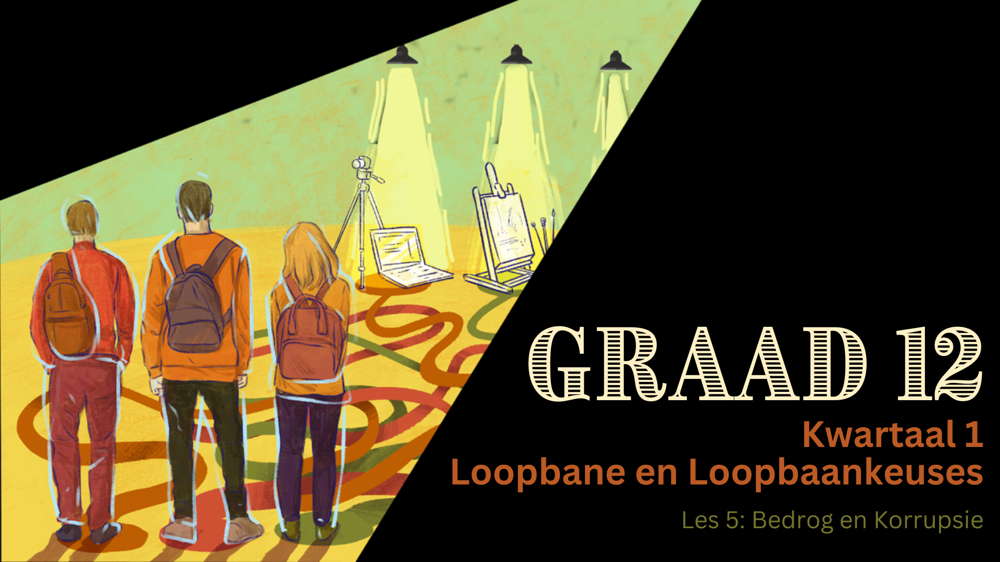 GRAAD 12
Kwartaal 1
Loopbane en Loopbaankeuses
Les 5: Bedrog en Korrupsie